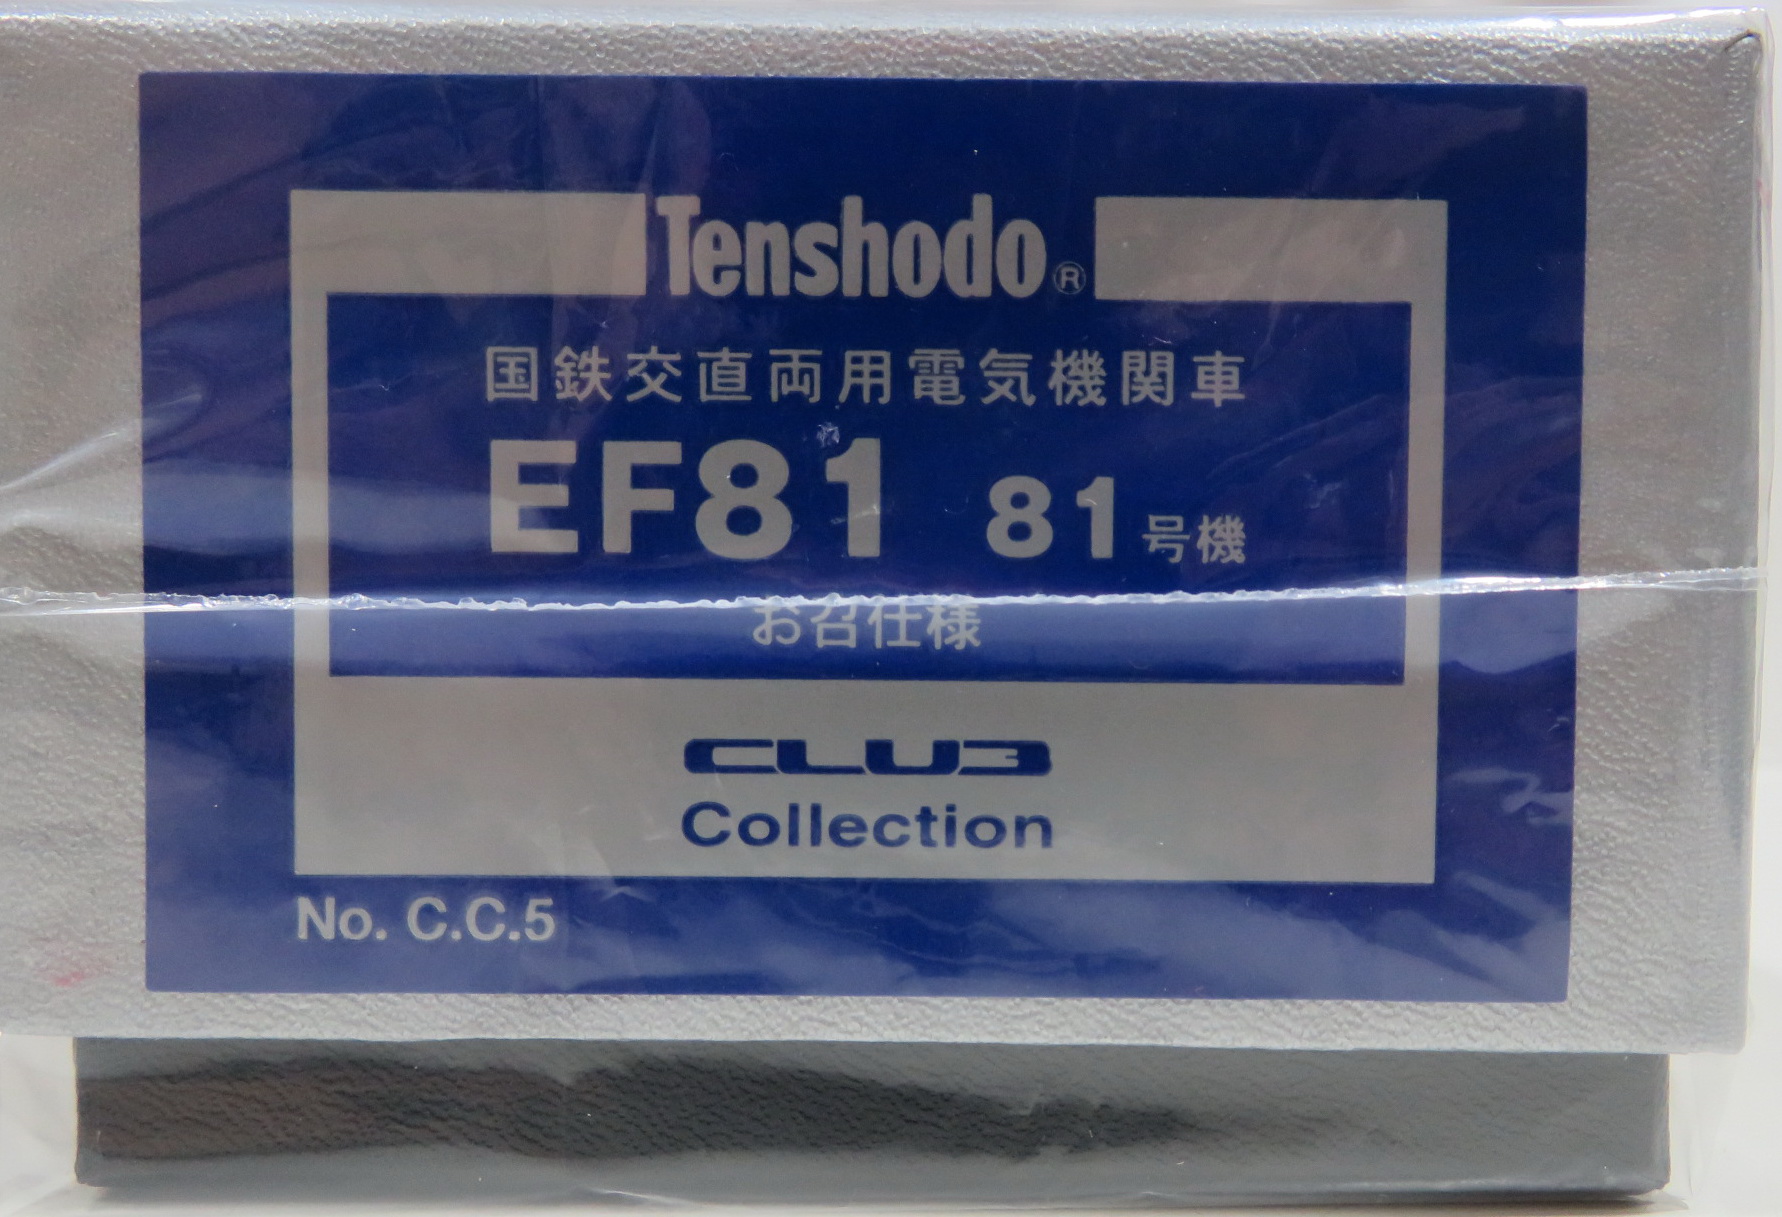 Tenshodo®
国鉄交直両用電気機関車
EF81 81号機
お召仕様
CLUB
Collection
No. C.C.5